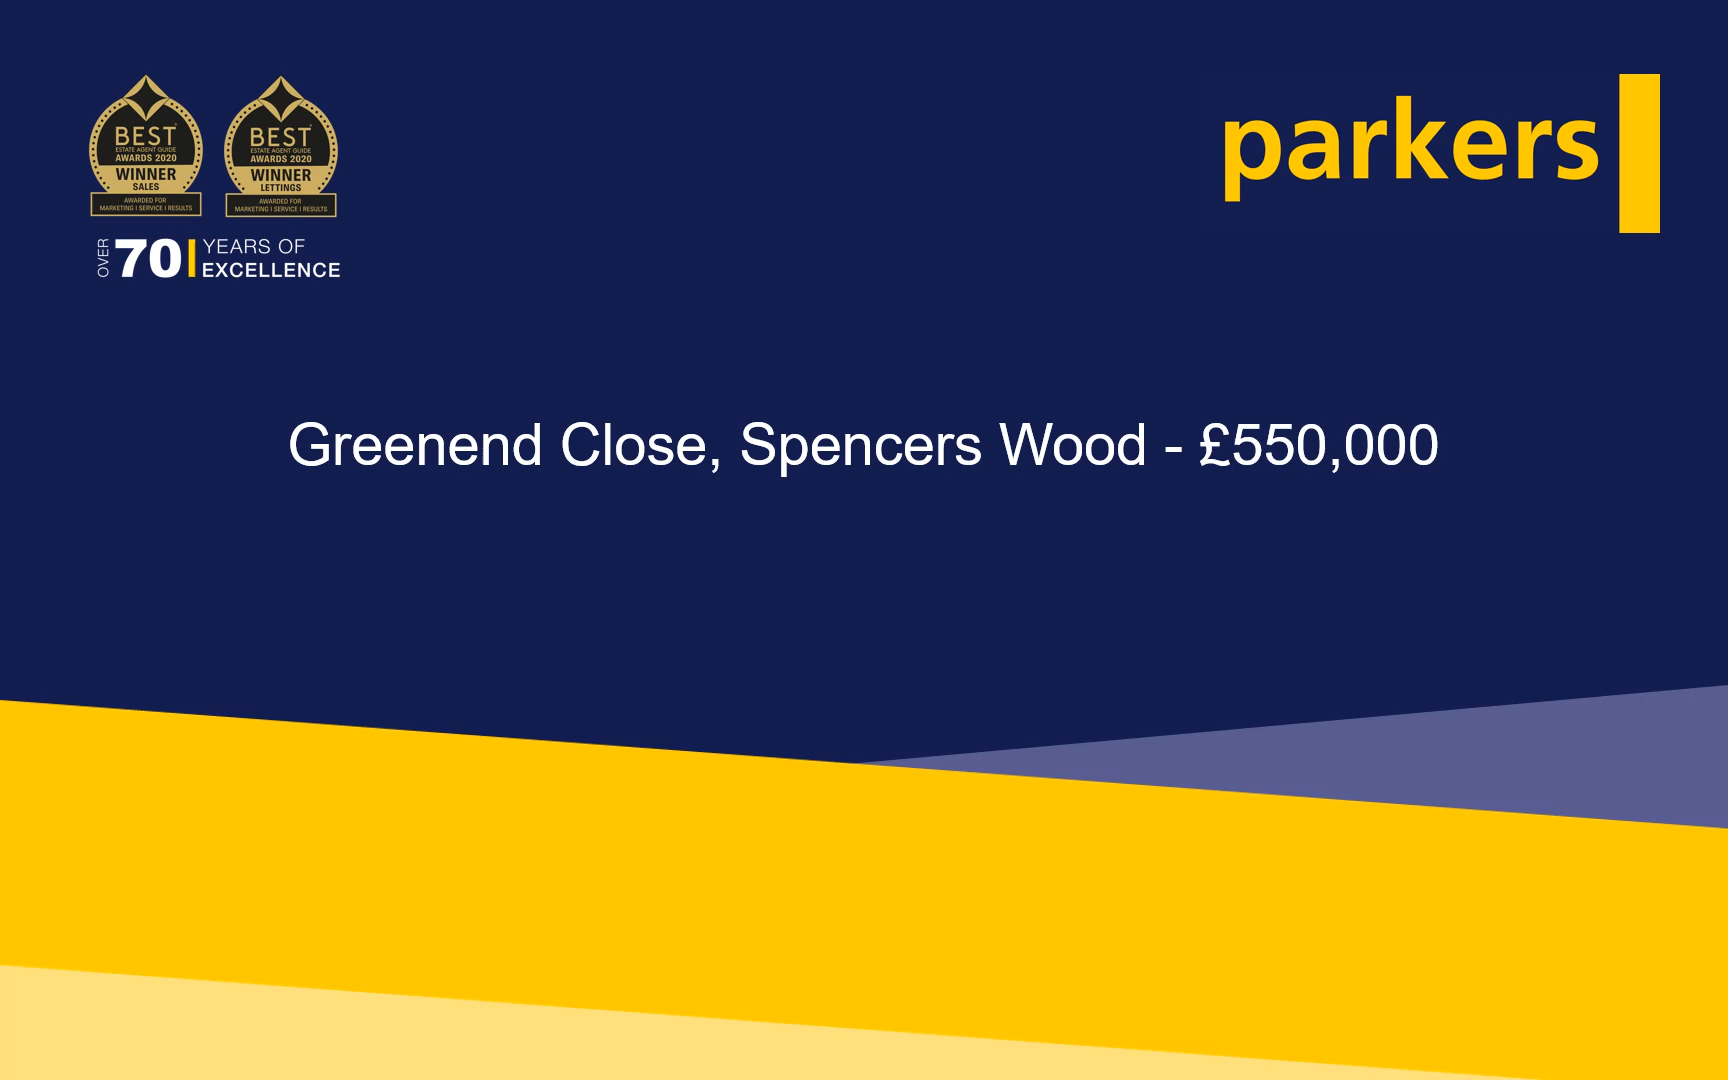 BEST
ESTATE AGENT GUIDE
AWARDS 2020
WINNER
SALES
AWARDED FOR
MARKETING | SERVICE | RESULTS
BEST
ESTATE AGENT GUIDE
AWARDS 2020
WINNER
LETTINGS
AWARDED FOR
MARKETING | SERVICE | RESULTS
OVER 70 YEARS OF
EXCELLENCE
parkers
Greenend Close, Spencers Wood - £550,000